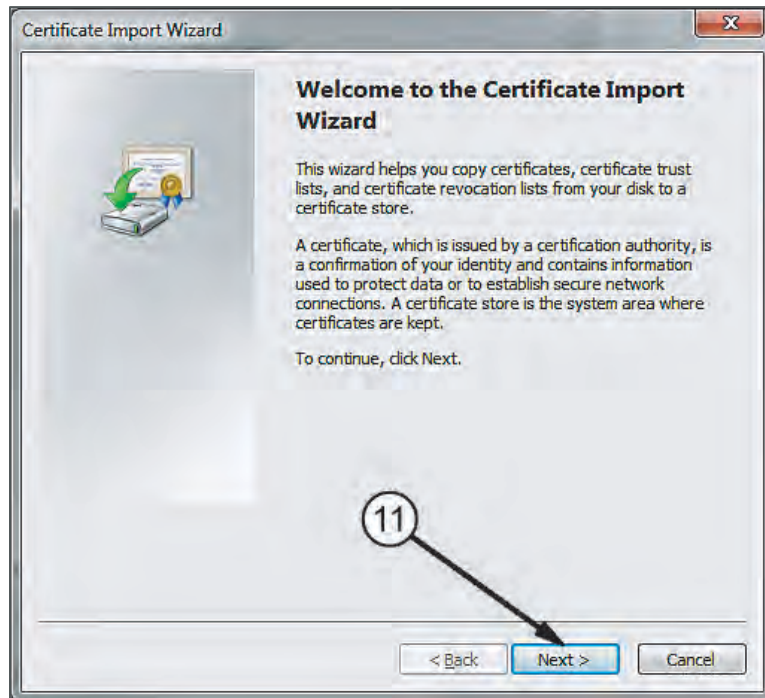 Certificate Import Wizard
X
Welcome to the Certificate Import
Wizard
This wizard helps you copy certificates, certificate trust
lists, and certificate revocation lists from your disk to a
certificate store.
A certificate, which is issued by a certification authority, is
a confirmation of your identity and contains information
used to protect data or to establish secure network
connections. A certificate store is the system area where
certificates are kept.
To continue, click Next.
11
< Back Next > Cancel